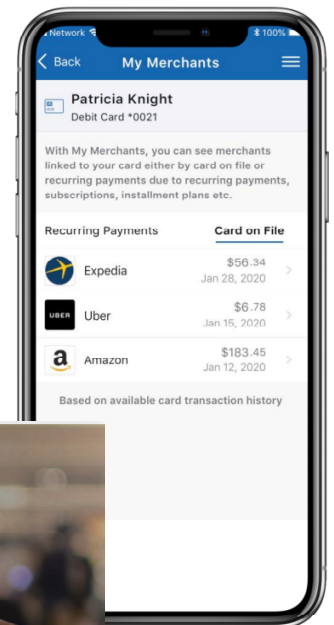 Network 100%
Back My Merchants
Patricia Knight
Debit Card *0021
With My Merchants, you can see merchants
linked to your card either by card on file or
recurring payments due to recurring payments,
subscriptions, installment plans etc.
Recurring Payments Card on File
Expedia $56.34
Jan 28, 2020
UBER Uber $6.78
Jan 15, 2020
a Amazon $183.45
Jan 12, 2020
Based on available card transaction history